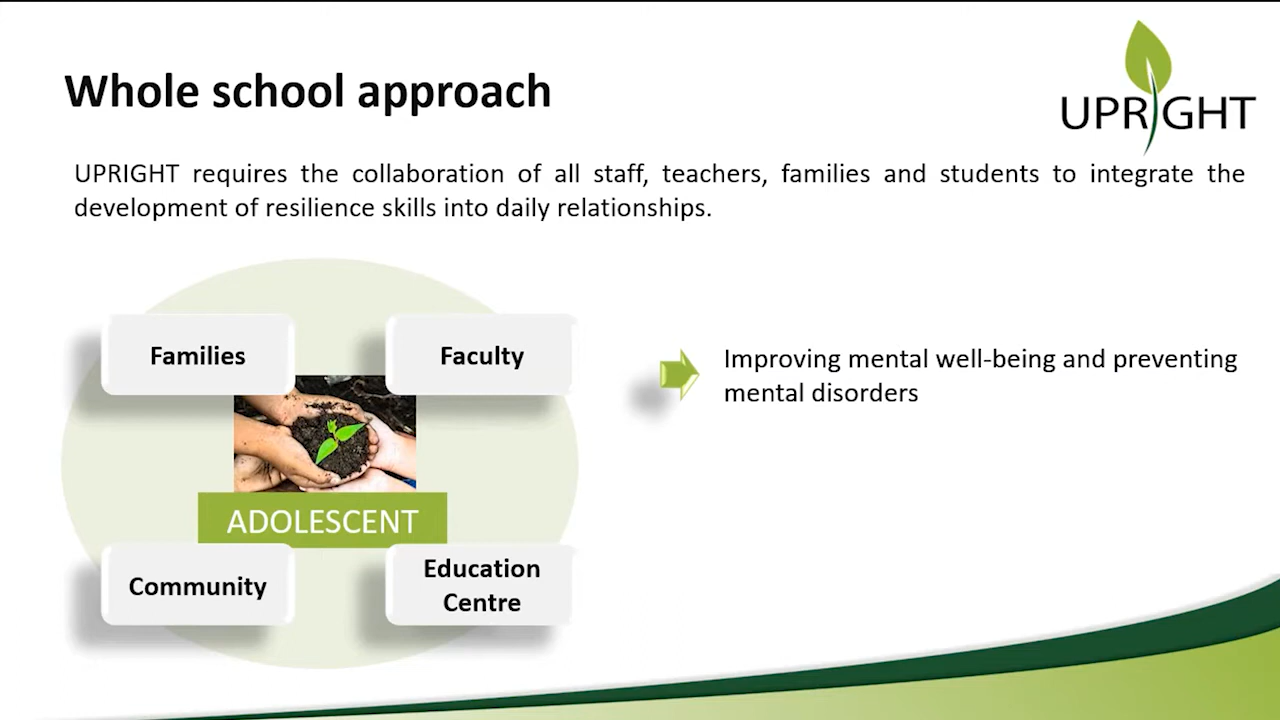 Whole school approach
UPRIGHT
UPRIGHT requires the collaboration of all staff, teachers, families and students to integrate the
development of resilience skills into daily relationships.
Families
Faculty
Improving mental well-being and preventing
mental disorders
ADOLESCENT
Community
Education
Centre